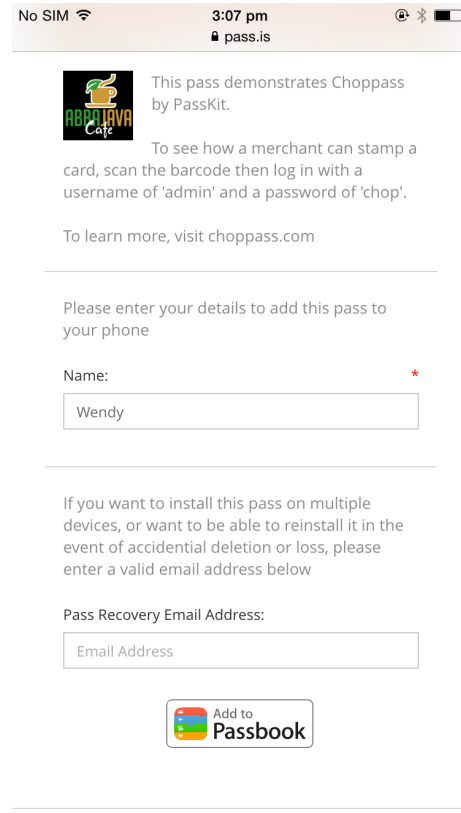 No SIM 3:07 pm
pass.is
ABBAJAVA
Cafe
This pass demonstrates Choppass
by PassKit.
To see how a merchant can stamp a
card, scan the barcode then log in with a
username of 'admin' and a password of 'chop'.
To learn more, visit choppass.com
Please enter your details to add this pass to
your phone
Name: *
Wendy
If you want to install this pass on multiple
devices, or want to be able to reinstall it in the
event of accidential deletion or loss, please
enter a valid email address below
Pass Recovery Email Address:
Email Address
Add to
Passbook